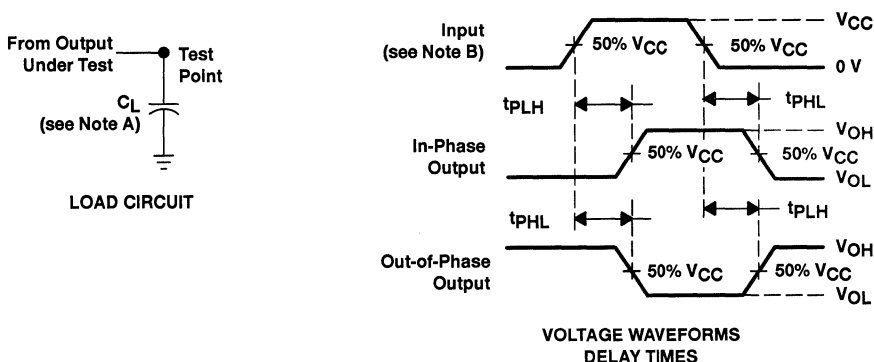 From Output
Under Test
Test
Point
CL
(see Note A)
LOAD CIRCUIT
Input
(see Note B)
50% VCC
50% VCC
VCC
0 V
tPLH
tPHL
In-Phase
Output
50% VCC
50% VCC
VOH
VOL
tPHL
tPLH
Out-of-Phase
Output
50% VCC
50% VCC
VOH
VOL
VOLTAGE WAVEFORMS
DELAY TIMES